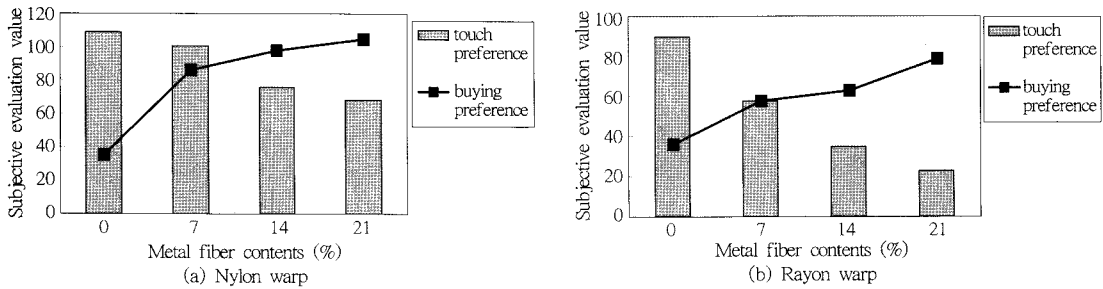 Subjective evaluation value
120
100
80
60
40
20
0
0 7 14 21
Metal fiber contents (%)
(a) Nylon warp
touch preference
buying preference
Subjective evaluation value
100
80
60
40
20
0
0 7 14 21
Metal fiber contents (%)
(b) Rayon warp
touch preference
buying preference